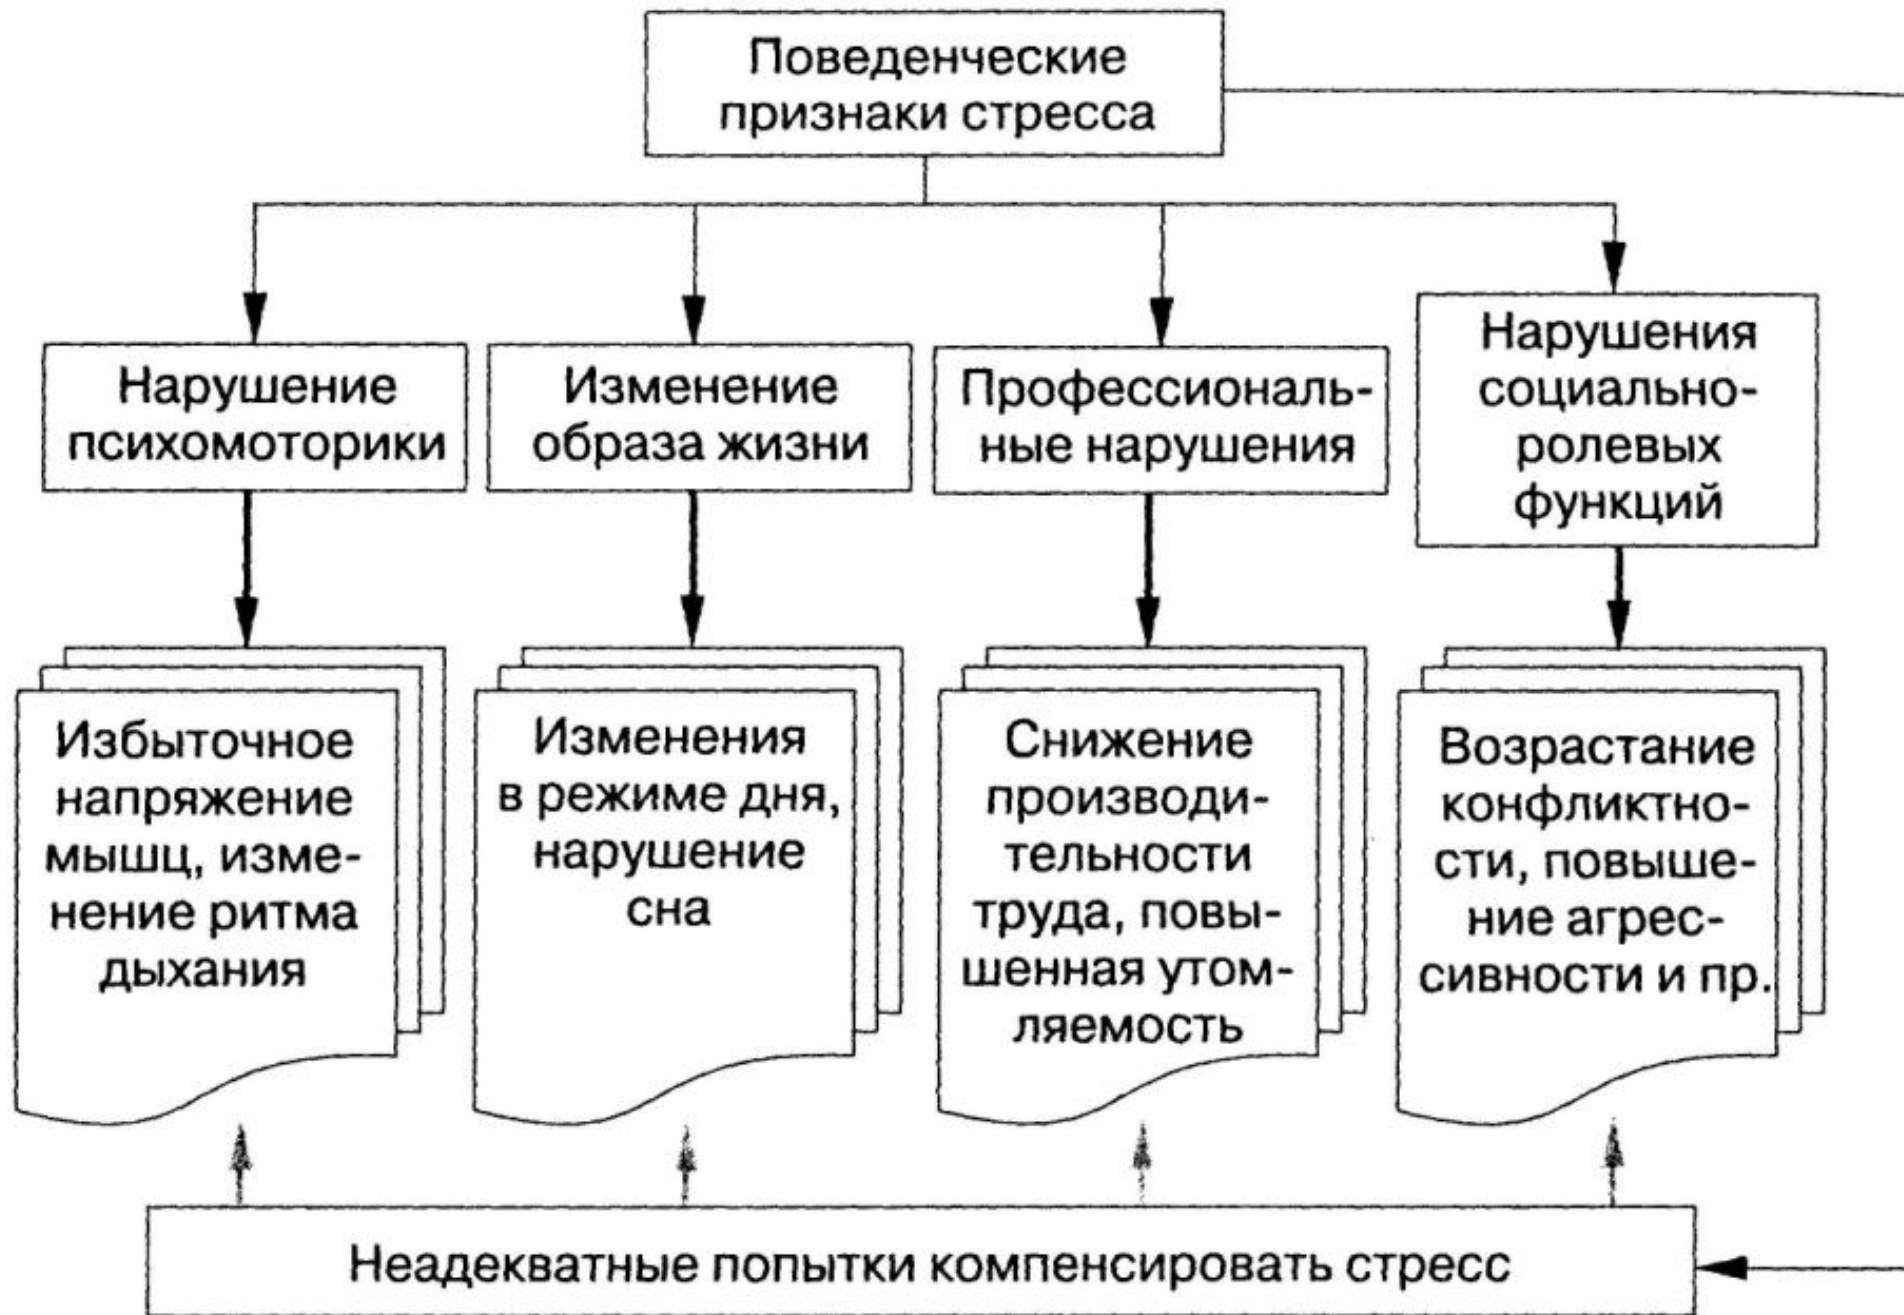 Поведенческие
признаки стресса
Нарушение
психомоторики
Изменение
образа жизни
Профессиональ-
ные нарушения
Нарушения
социально-
ролевых
функций
Избыточное
напряжение
мышц, изме-
нение ритма
дыхания
Изменения
в режиме дня,
нарушение
сна
Снижение
производи-
тельности
труда, повы-
шенная утом-
ляемость
Возрастание
конфликтно-
сти, повыше-
ние агрес-
сивности и пр.
Неадекватные попытки компенсировать стресс